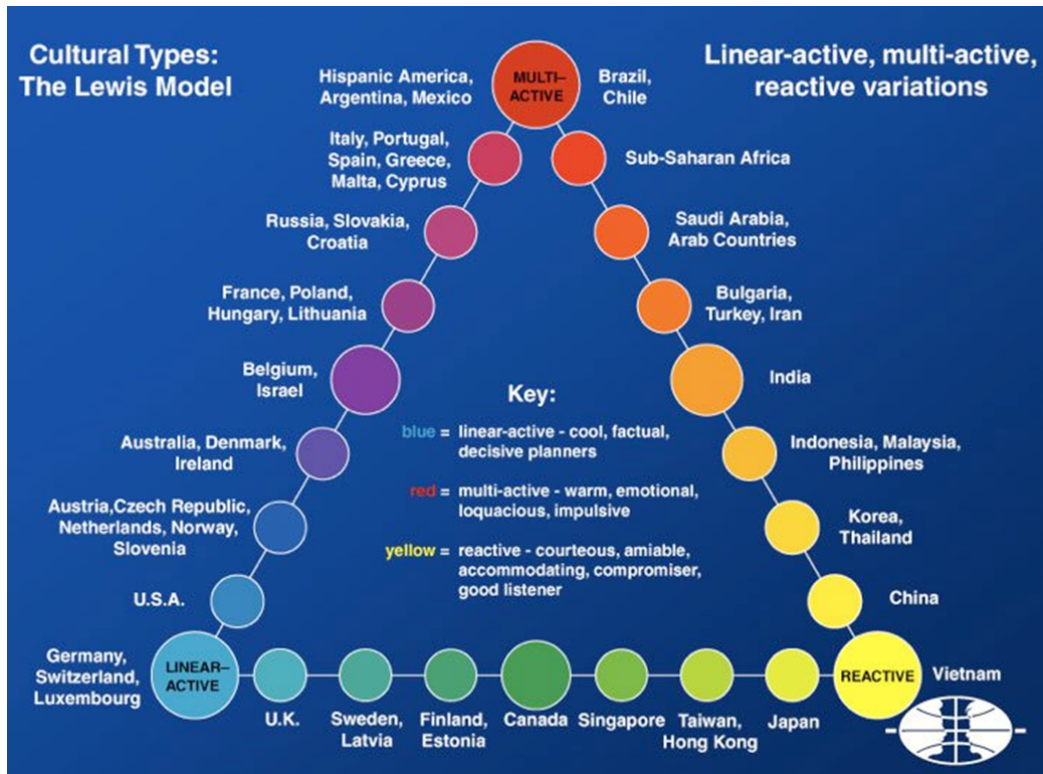 Cultural Types:
The Lewis Model
Linear-active, multi-active,
reactive variations
MULTI–
ACTIVE
Hispanic America,
Argentina, Mexico
Brazil,
Chile
Italy, Portugal,
Spain, Greece,
Malta, Cyprus
Sub-Saharan Africa
Russia, Slovakia,
Croatia
Saudi Arabia,
Arab Countries
France, Poland,
Hungary, Lithuania
Bulgaria,
Turkey, Iran
Belgium,
Israel
India
Key:
blue = linear-active - cool, factual,
decisive planners
red = multi-active - warm, emotional,
loquacious, impulsive
yellow = reactive - courteous, amiable,
accommodating, compromiser,
good listener
Australia, Denmark,
Ireland
Indonesia, Malaysia,
Philippines
Austria,Czech Republic,
Netherlands, Norway,
Slovenia
Korea,
Thailand
U.S.A.
China
Germany,
Switzerland,
Luxembourg
LINEAR–
ACTIVE
U.K.
Sweden,
Latvia
Finland,
Estonia
Canada
Singapore
Taiwan,
Hong Kong
Japan
REACTIVE
Vietnam